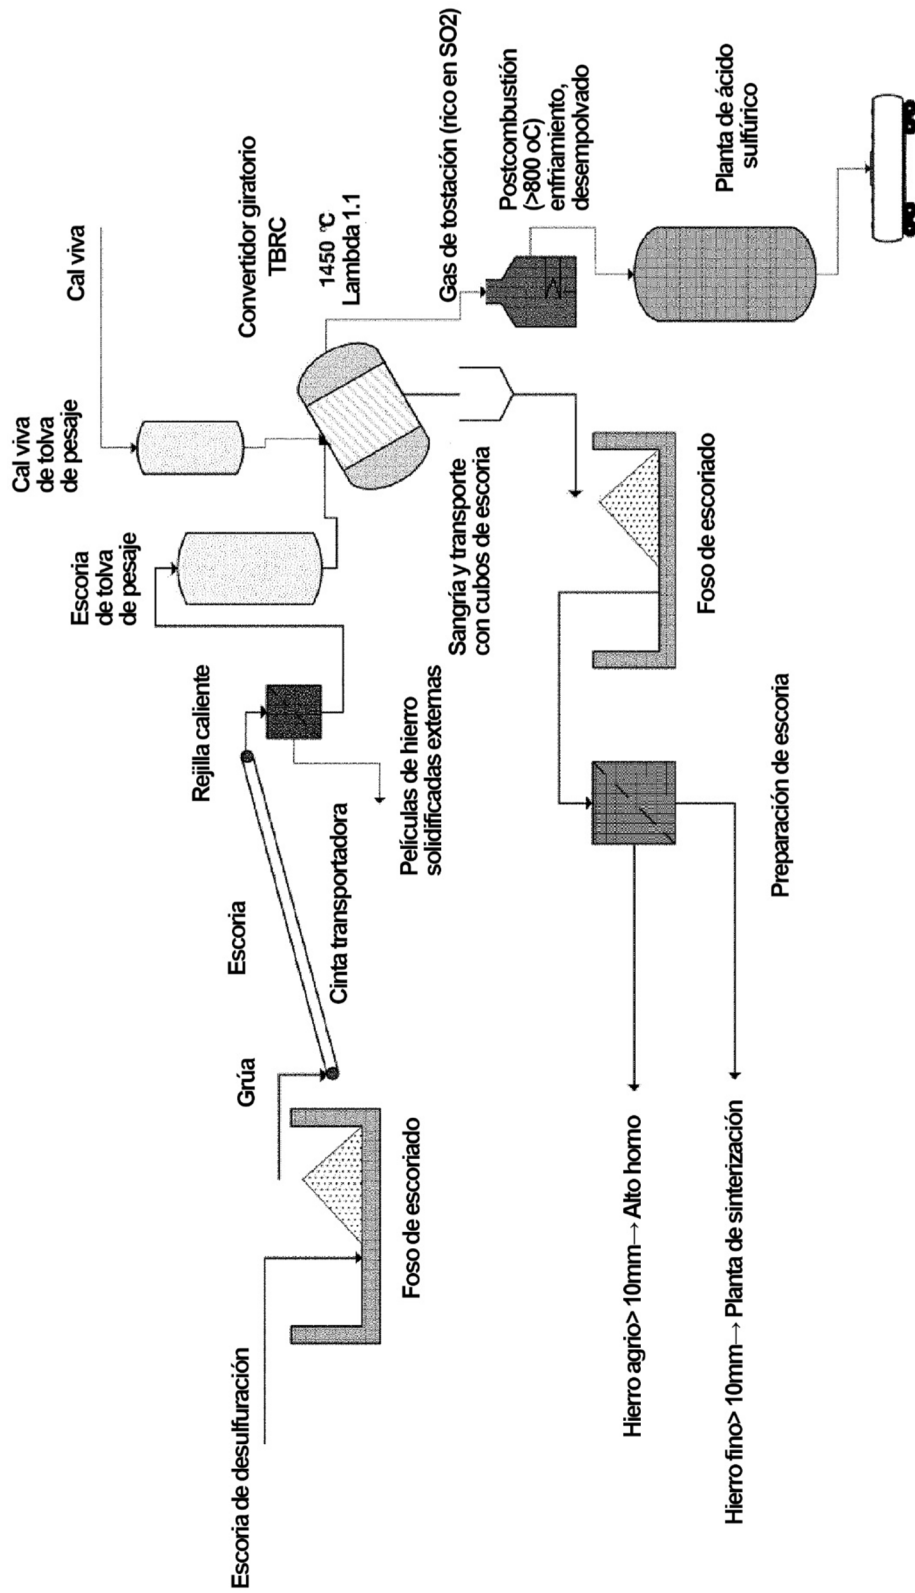 Escoria de desulfuración
Foso de escoriado
Grúa
Escoria
Cinta transportadora
Rejilla caliente
Películas de hierro
solidificadas externas
Escoria
de tolva
de pesaje
Cal viva
de tolva
de pesaje
Cal viva
Convertidor giratorio
TBRC
1450 °C
Lambda 1.1
Gas de tostación (rico en SO2)
Postcombustión
(>800 oC)
enfriamiento,
desempolvado
Planta de ácido
sulfúrico
Sangría y transporte
con cubos de escoria
Foso de escoriado
Preparación de escoria
Hierro agrio> 10mm→ Alto horno
Hierro fino> 10mm→ Planta de sinterización